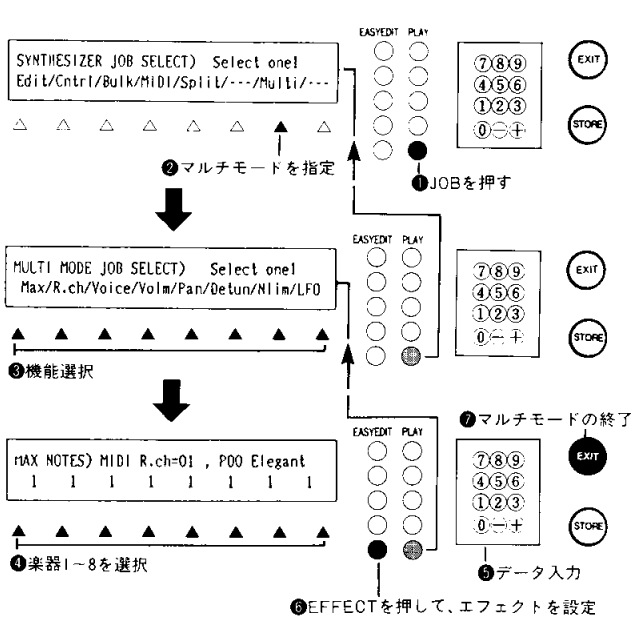 EASYEDIT PLAY
SYNTHESIZER JOB SELECT) Select one!
Edit/Cntrl/Bulk/MiDI/Split/---/Multi/---
⑦⑧⑨
④⑤⑥
①②③
⓪−+
EXIT
STORE
❷マルチモードを指定
❶JOBを押す
EASYEDIT PLAY
MULTI MODE JOB SELECT) Select one!
Max/R.ch/Voice/Volm/Pan/Detun/Nlim/LFO
⑦⑧⑨
④⑤⑥
①②③
⓪−+
EXIT
STORE
❸機能選択
❼マルチモードの終了
EASYEDIT PLAY
MAX NOTES) MIDI R.ch=01 , P00 Elegant
1 1 1 1 1 1 1 1
⑦⑧⑨
④⑤⑥
①②③
⓪−+
EXIT
STORE
❹楽器1〜8を選択
❺データ入力
❻EFFECTを押して、エフェクトを設定